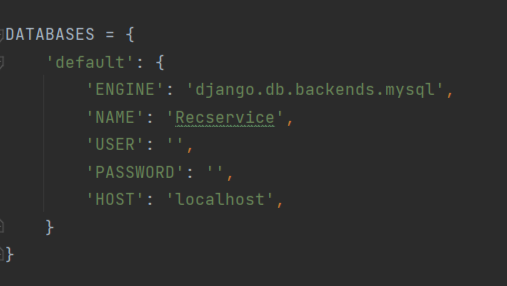 DATABASES = {
    'default': {
        'ENGINE': 'django.db.backends.mysql',
        'NAME': 'Recservice',
        'USER': '',
        'PASSWORD': '',
        'HOST': 'localhost',
    }
}